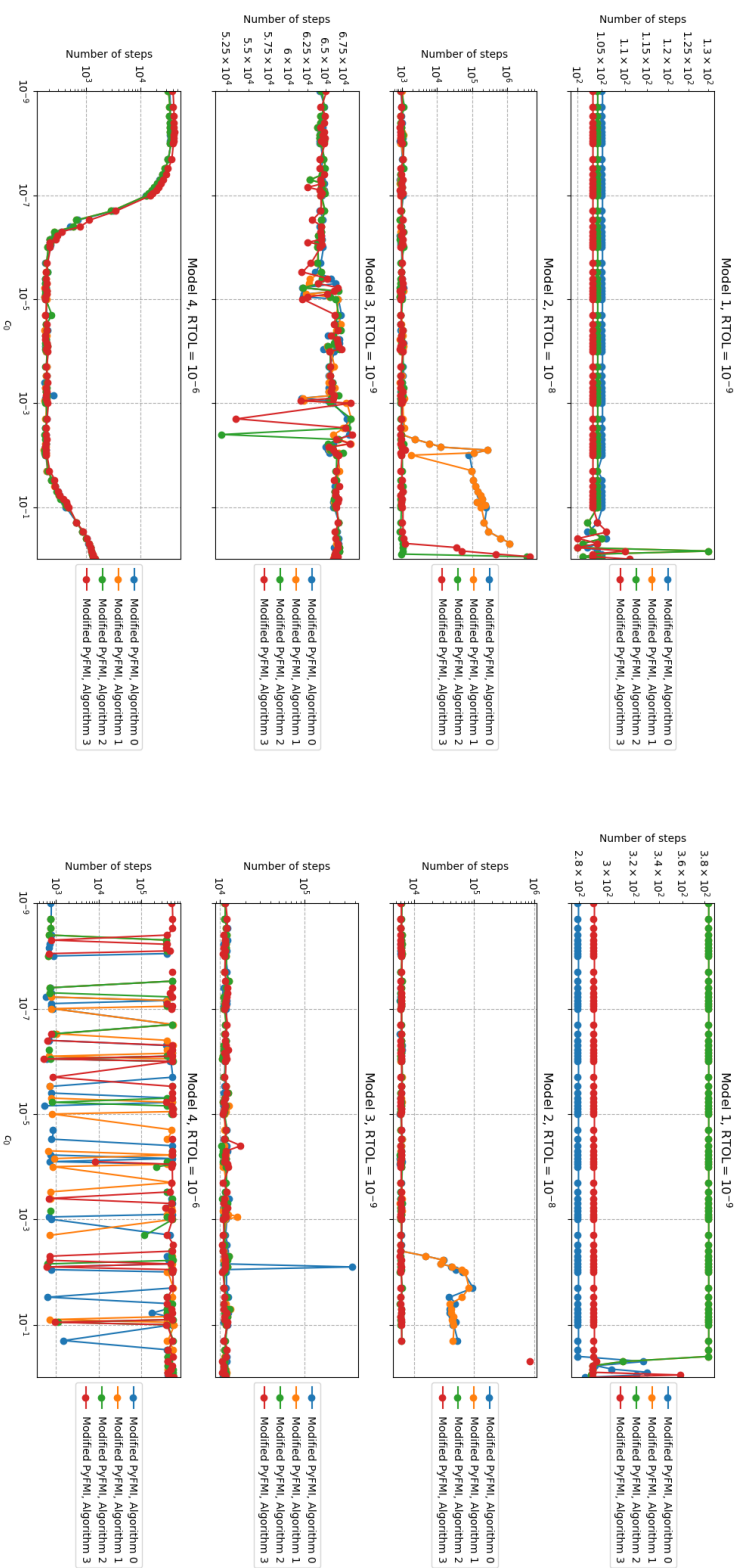 Model 1, RTOL = 10⁻⁹
Number of steps
1.3 × 10²
1.25 × 10²
1.2 × 10²
1.15 × 10²
1.1 × 10²
1.05 × 10²
10²
Modified PyFMI, Algorithm 0
Modified PyFMI, Algorithm 1
Modified PyFMI, Algorithm 2
Modified PyFMI, Algorithm 3
Model 2, RTOL = 10⁻⁸
Number of steps
10⁶
10⁵
10⁴
10³
Modified PyFMI, Algorithm 0
Modified PyFMI, Algorithm 1
Modified PyFMI, Algorithm 2
Modified PyFMI, Algorithm 3
Model 3, RTOL = 10⁻⁹
Number of steps
6.75 × 10⁴
6.5 × 10⁴
6.25 × 10⁴
6 × 10⁴
5.75 × 10⁴
5.5 × 10⁴
5.25 × 10⁴
Modified PyFMI, Algorithm 0
Modified PyFMI, Algorithm 1
Modified PyFMI, Algorithm 2
Modified PyFMI, Algorithm 3
Model 4, RTOL = 10⁻⁶
Number of steps
10⁴
10³
Modified PyFMI, Algorithm 0
Modified PyFMI, Algorithm 1
Modified PyFMI, Algorithm 2
Modified PyFMI, Algorithm 3
10⁻⁹ 10⁻⁷ 10⁻⁵ 10⁻³ 10⁻¹
c₀
Model 1, RTOL = 10⁻⁹
Number of steps
3.8 × 10²
3.6 × 10²
3.4 × 10²
3.2 × 10²
3 × 10²
2.8 × 10²
Modified PyFMI, Algorithm 0
Modified PyFMI, Algorithm 1
Modified PyFMI, Algorithm 2
Modified PyFMI, Algorithm 3
Model 2, RTOL = 10⁻⁸
Number of steps
10⁶
10⁵
10⁴
Modified PyFMI, Algorithm 0
Modified PyFMI, Algorithm 1
Modified PyFMI, Algorithm 2
Modified PyFMI, Algorithm 3
Model 3, RTOL = 10⁻⁹
Number of steps
10⁵
10⁴
Modified PyFMI, Algorithm 0
Modified PyFMI, Algorithm 1
Modified PyFMI, Algorithm 2
Modified PyFMI, Algorithm 3
Model 4, RTOL = 10⁻⁶
Number of steps
10⁵
10⁴
10³
Modified PyFMI, Algorithm 0
Modified PyFMI, Algorithm 1
Modified PyFMI, Algorithm 2
Modified PyFMI, Algorithm 3
10⁻⁹ 10⁻⁷ 10⁻⁵ 10⁻³ 10⁻¹
c₀